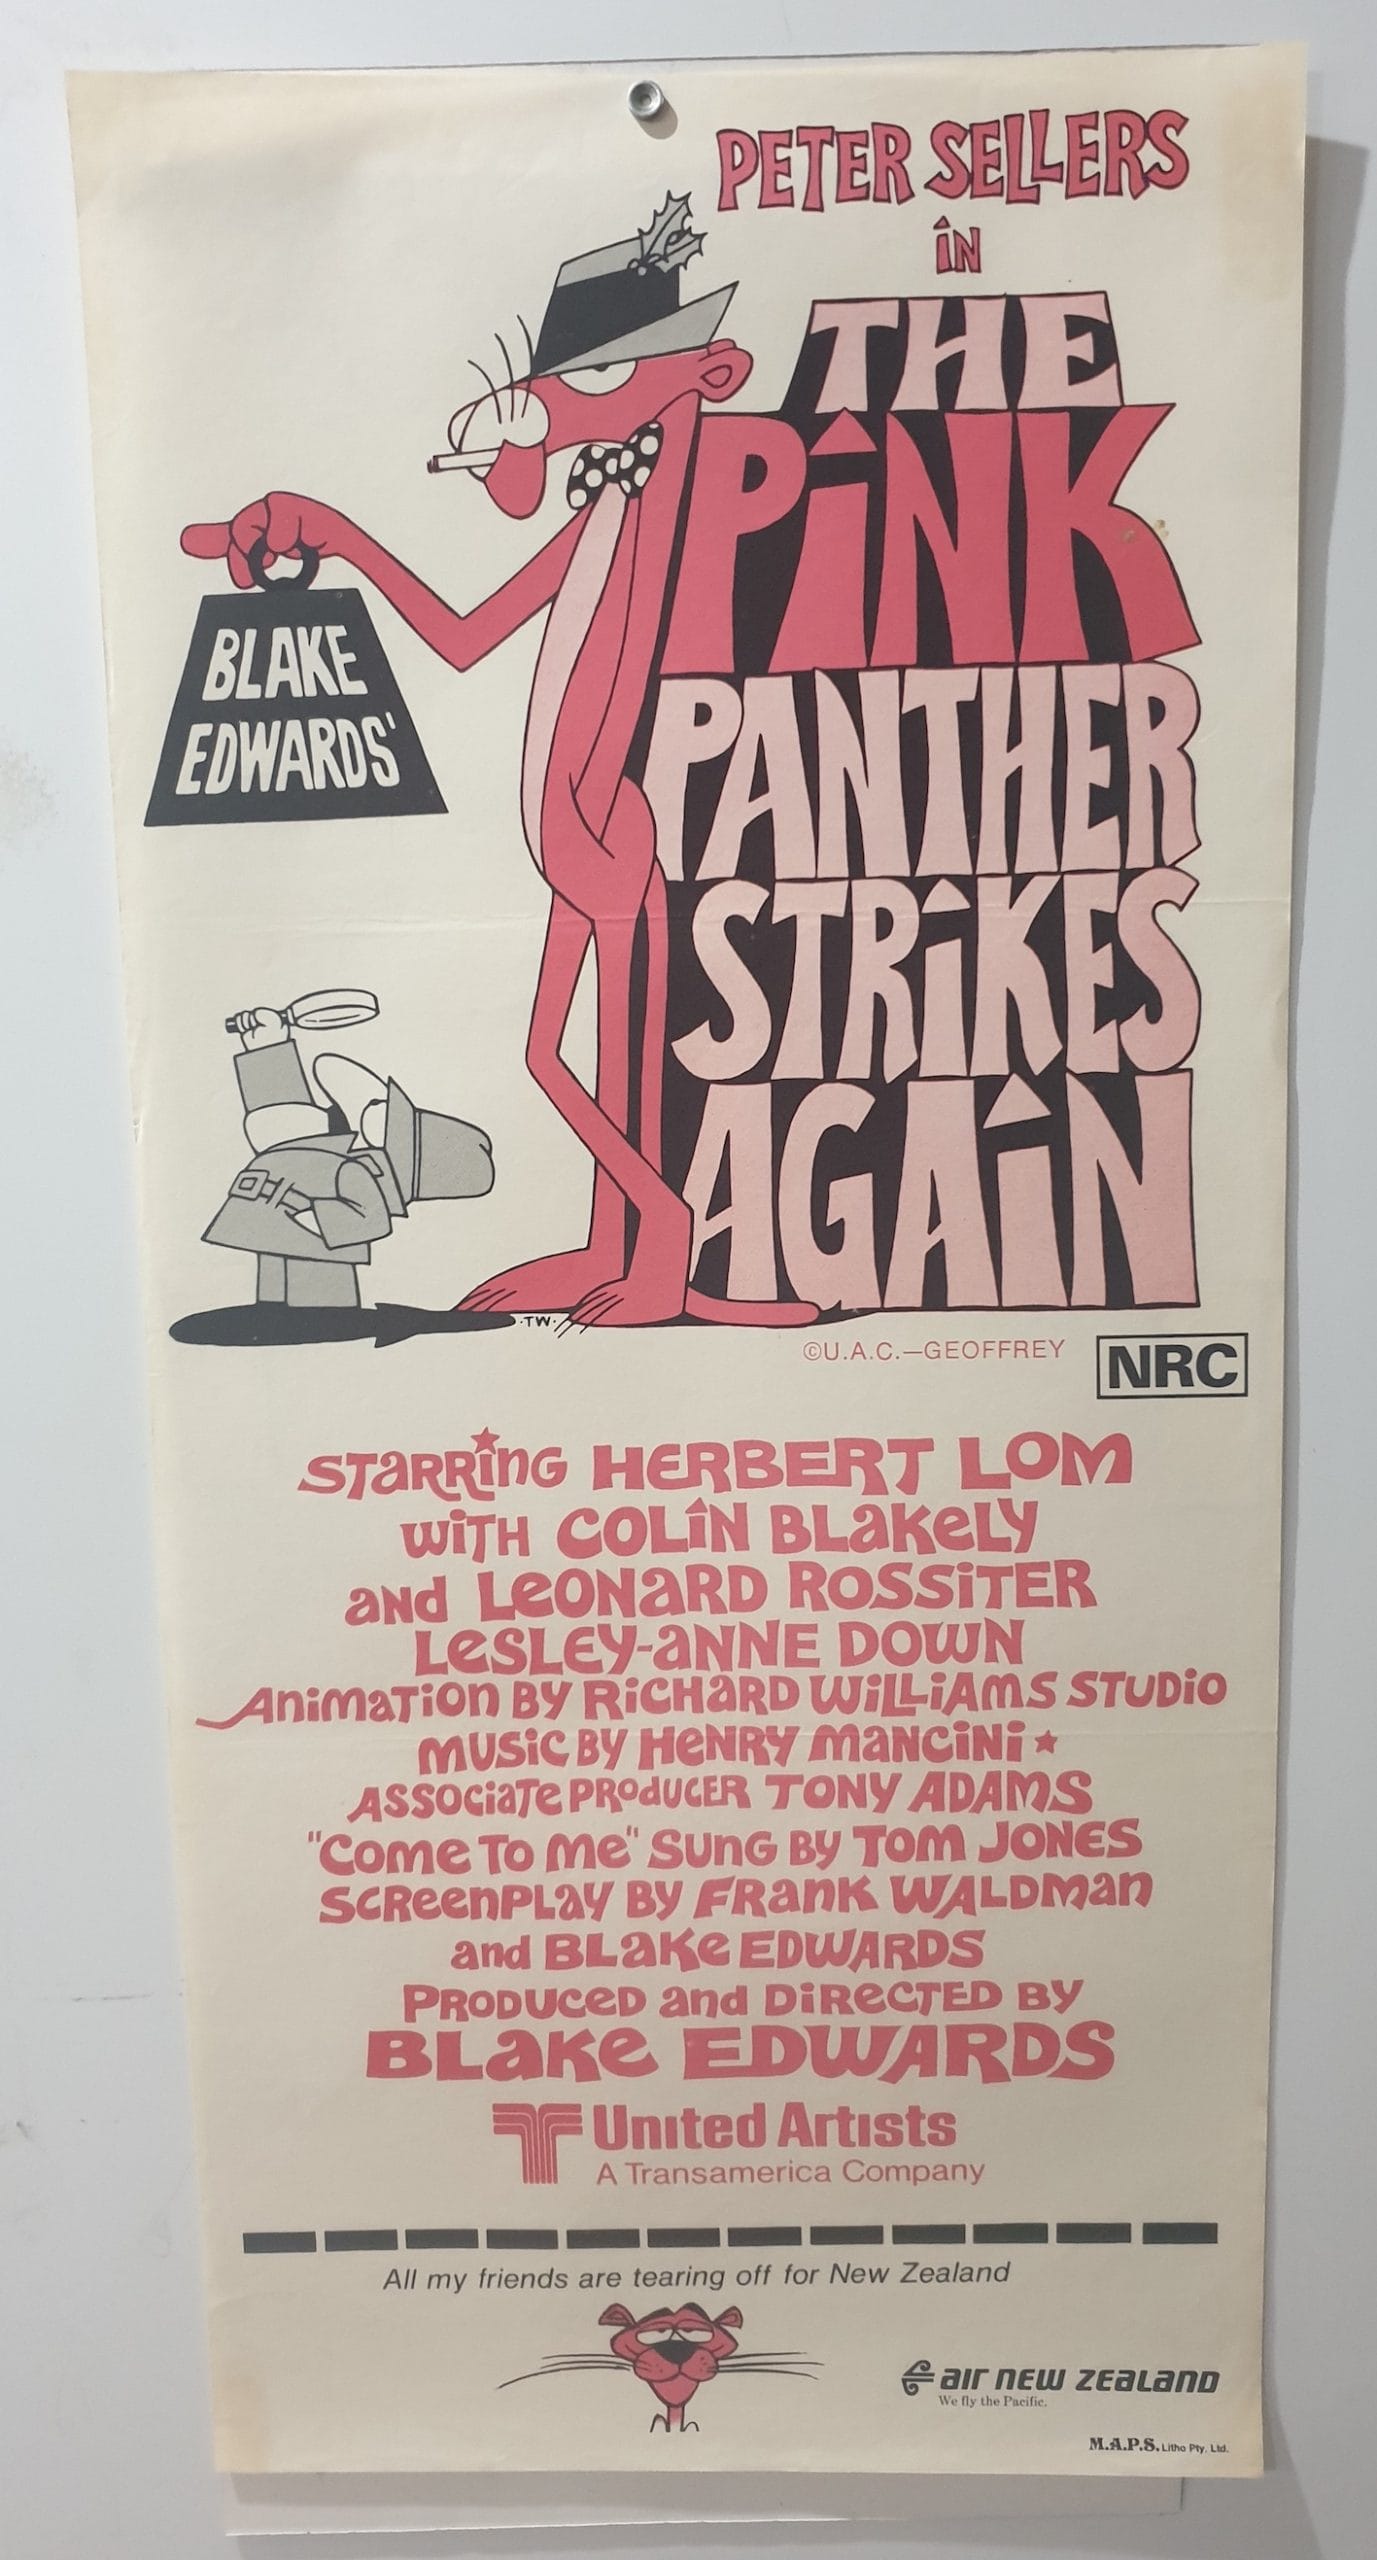 PETER SELLERS
iN
THE
PiNK
PANTHER
STRiKES
AGAiN
BLAKE
EDWARDS'
·TW·
©U.A.C.—GEOFFREY
NRC
STARRiNG HERBERT LOM
WiTH COLiN BLaKeLY
and LeONaRD ROSSiTER
LeSLEY-aNNE DOWN
AniMaTion BY RiCHaRD WiLLiAMS STUDiO
MUSiC BY HeNRY MaNCiNi ★
ASSOCiaTe PRODUCER TONY ADAMS
"COMe TO Me" SUNG BY TOM JONES
SCReenPLaY BY FRanK WALDMan
and BLaKe EDWARDS
PRODUCeD and DiReCTED BY
BLaKe EDWARDS
United Artists
A Transamerica Company
All my friends are tearing off for New Zealand
air new zealand
We fly the Pacific.
M.A.P.S. Litho Pty. Ltd.